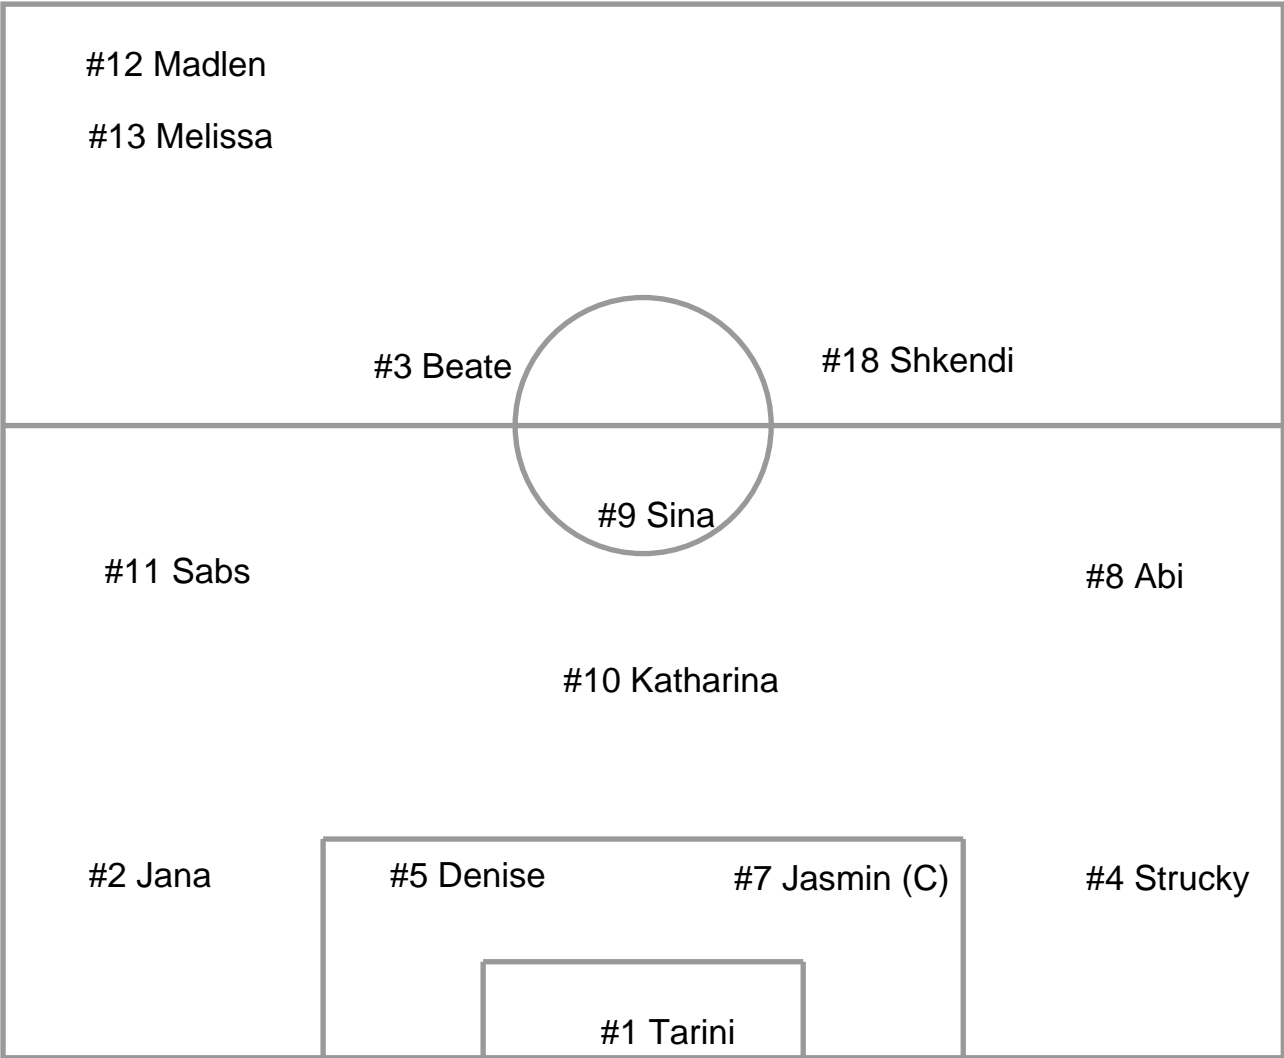 #12 Madlen
#13 Melissa
#3 Beate
#18 Shkendi
#9 Sina
#11 Sabs
#8 Abi
#10 Katharina
#2 Jana
#5 Denise
#7 Jasmin (C)
#4 Strucky
#1 Tarini